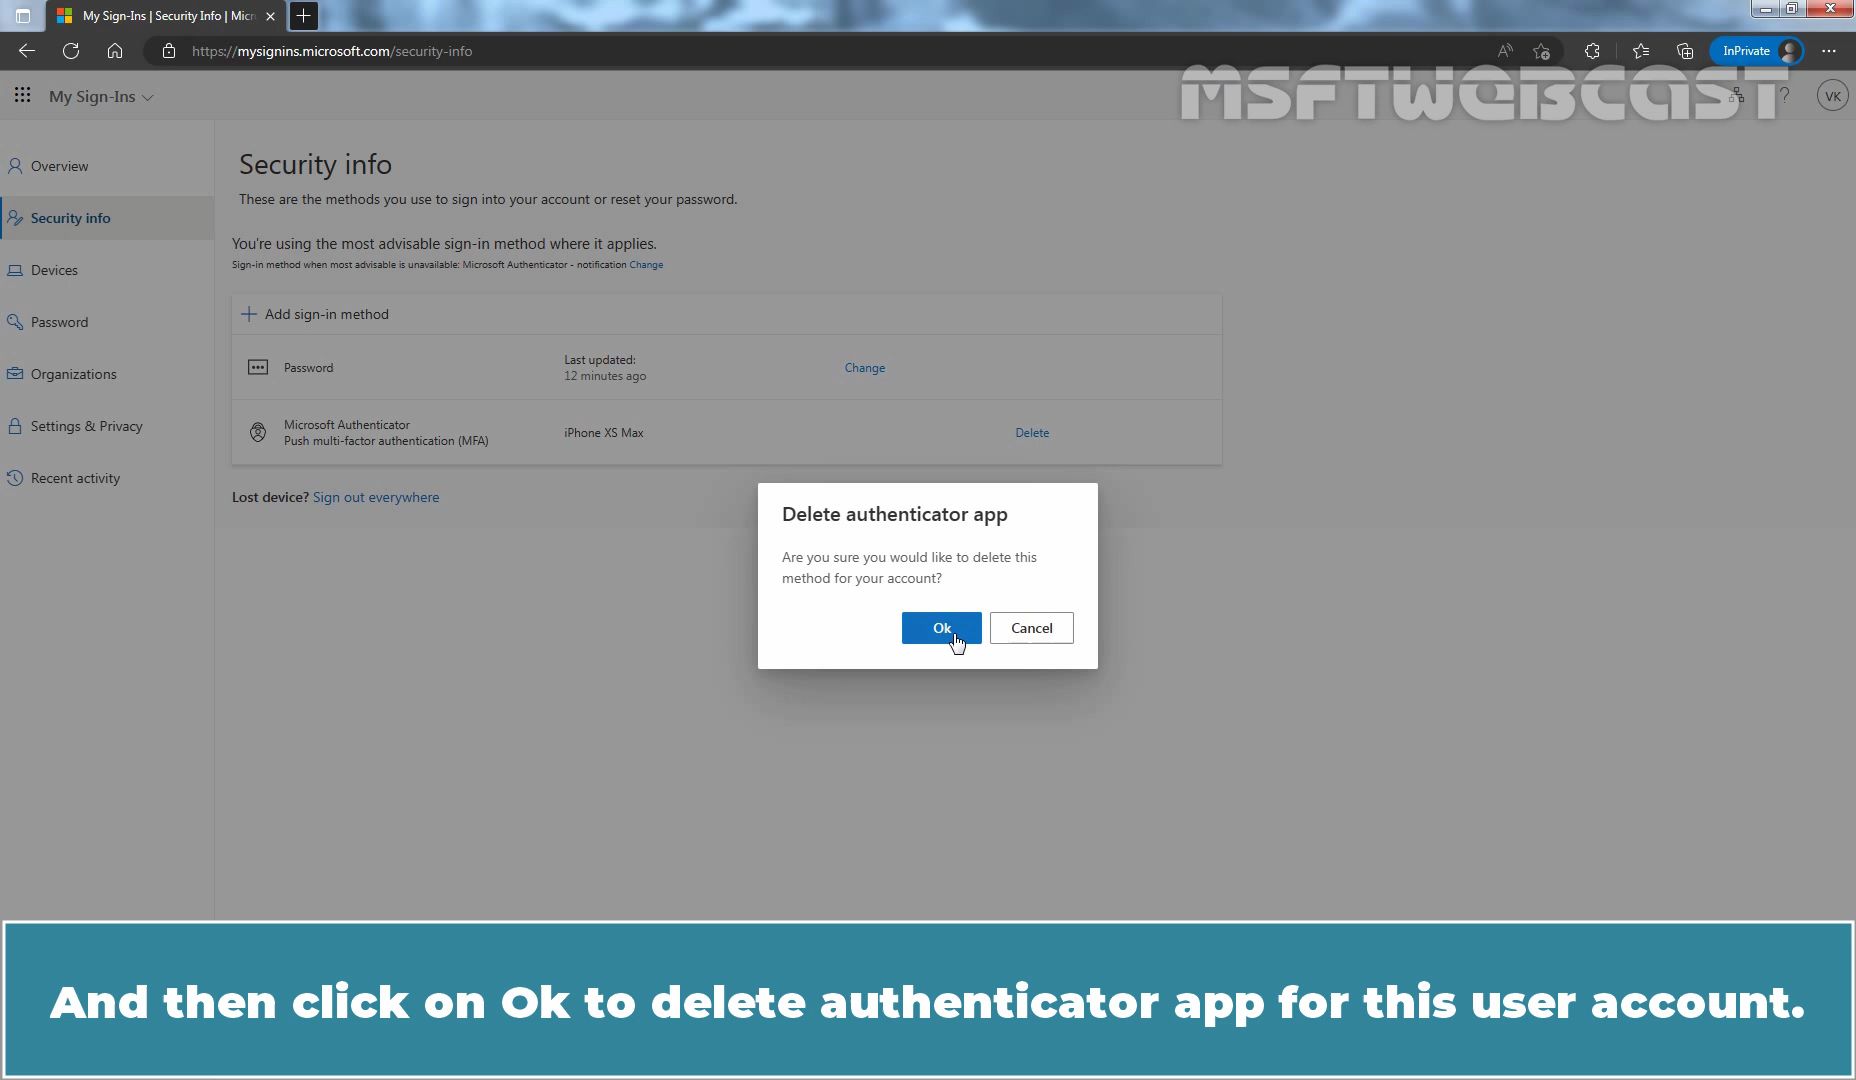 My Sign-Ins | Security Info | Micr
https://mysignins.microsoft.com/security-info
InPrivate
MSFTWEBCAST
My Sign-Ins
?
VK
Overview
Security info
Devices
Password
Organizations
Settings & Privacy
Recent activity
Security info
These are the methods you use to sign into your account or reset your password.
You're using the most advisable sign-in method where it applies.
Sign-in method when most advisable is unavailable: Microsoft Authenticator - notification Change
Add sign-in method
Password
Last updated:
12 minutes ago
Change
Microsoft Authenticator
Push multi-factor authentication (MFA)
iPhone XS Max
Delete
Lost device? Sign out everywhere
Delete authenticator app
Are you sure you would like to delete this
method for your account?
Ok
Cancel
And then click on Ok to delete authenticator app for this user account.